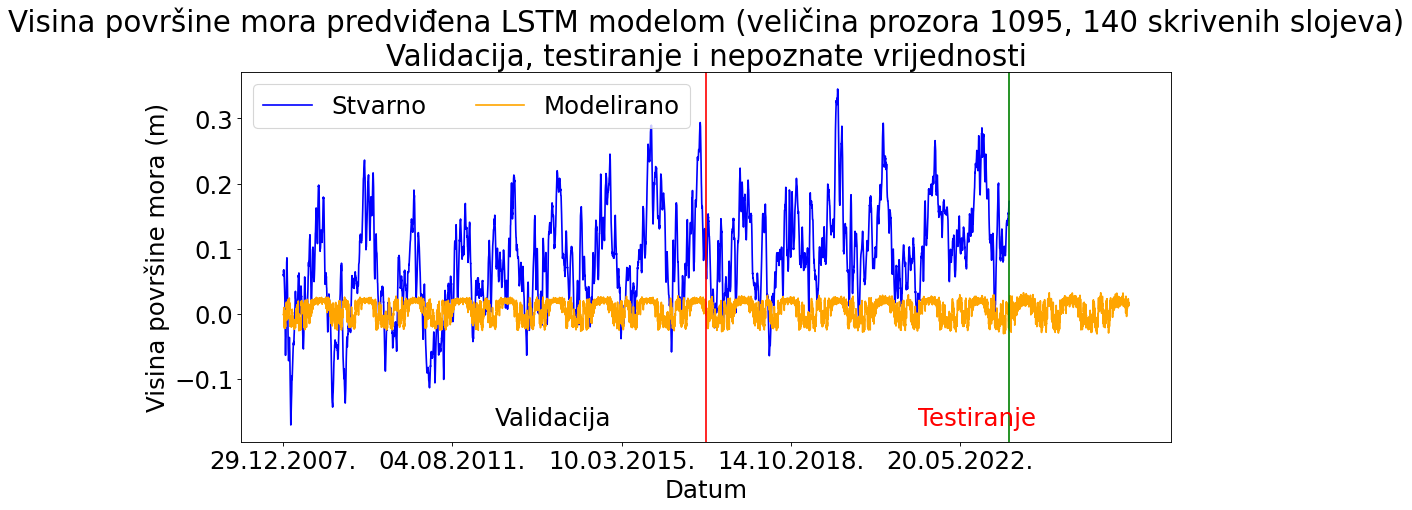 Visina površine mora predviđena LSTM modelom (veličina prozora 1095, 140 skrivenih slojeva)
Validacija, testiranje i nepoznate vrijednosti
Stvarno
Modelirano
Visina površine mora (m)
0.3
0.2
0.1
0.0
−0.1
Validacija
Testiranje
29.12.2007.
04.08.2011.
10.03.2015.
14.10.2018.
20.05.2022.
Datum